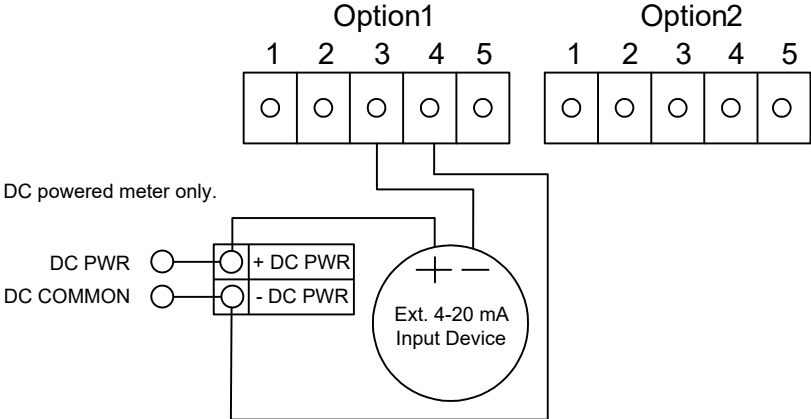 Option1
Option2
1 2 3 4 5
1 2 3 4 5
DC powered meter only.
DC PWR
+ DC PWR
DC COMMON
- DC PWR
+ −
Ext. 4-20 mA
Input Device